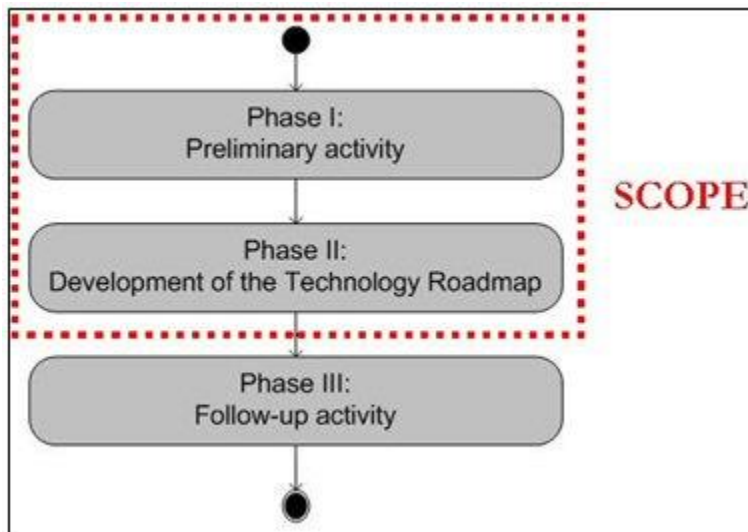 Phase I:
Preliminary activity
SCOPE
Phase II:
Development of the Technology Roadmap
Phase III:
Follow-up activity